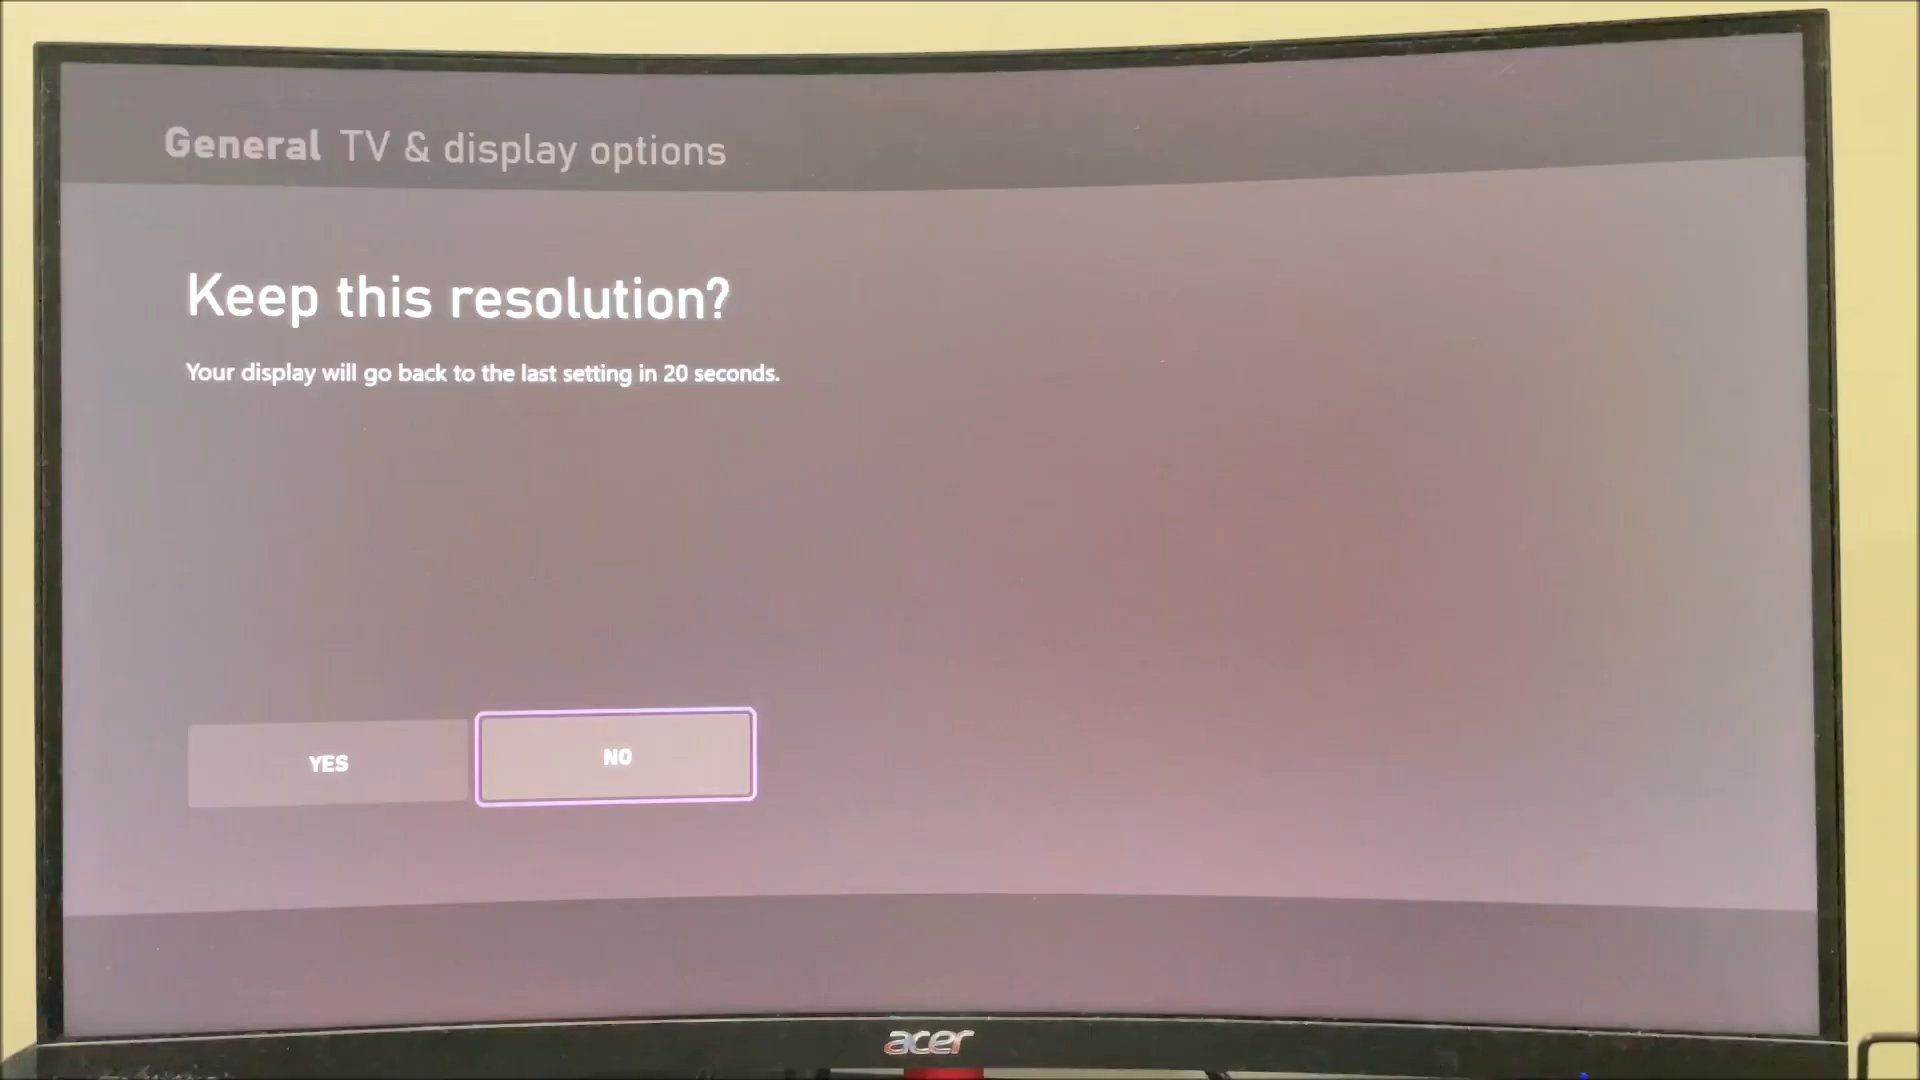 General TV & display options
Keep this resolution?
Your display will go back to the last setting in 20 seconds.
YES
NO
acer